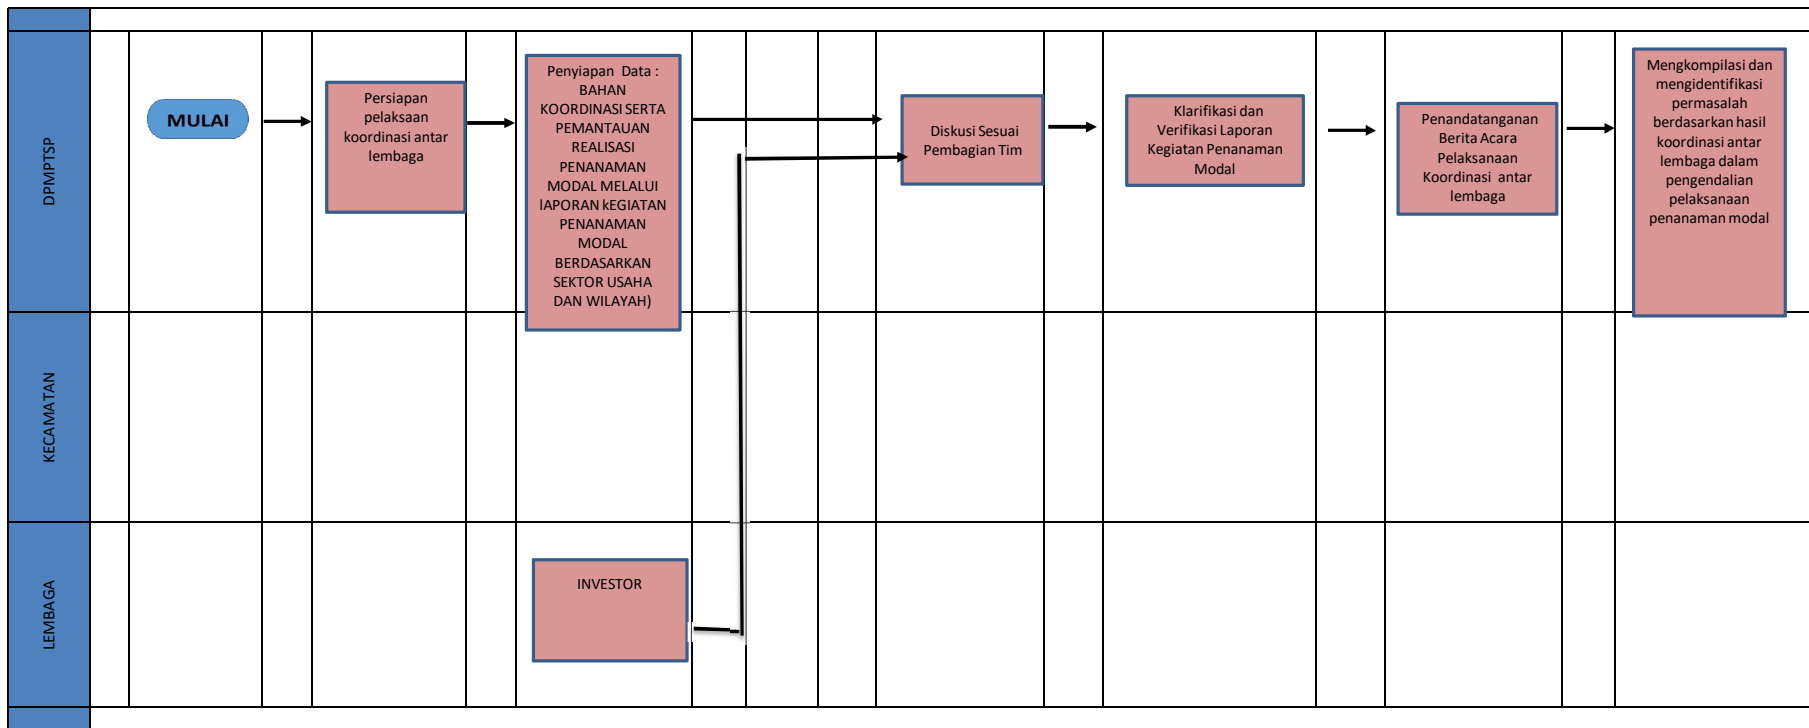 DPMPTSP
MULAI
Persiapan
pelaksaan
koordinasi antar
lembaga
Penyiapan Data :
BAHAN
KOORDINASI SERTA
PEMANTAUAN
REALISASI
PENANAMAN
MODAL MELALUI
lAPORAN kEGIATAN
PENANAMAN
MODAL
BERDASARKAN
SEKTOR USAHA
DAN WILAYAH)
Diskusi Sesuai
Pembagian Tim
Klarifikasi dan
Verifikasi Laporan
Kegiatan Penanaman
Modal
Penandatanganan
Berita Acara
Pelaksanaan
Koordinasi antar
lembaga
Mengkompilasi dan
mengidentifikasi
permasalah
berdasarkan hasil
koordinasi antar
lembaga dalam
pengendalian
pelaksanaan
penanaman modal
KECAMATAN
LEMBAGA
INVESTOR